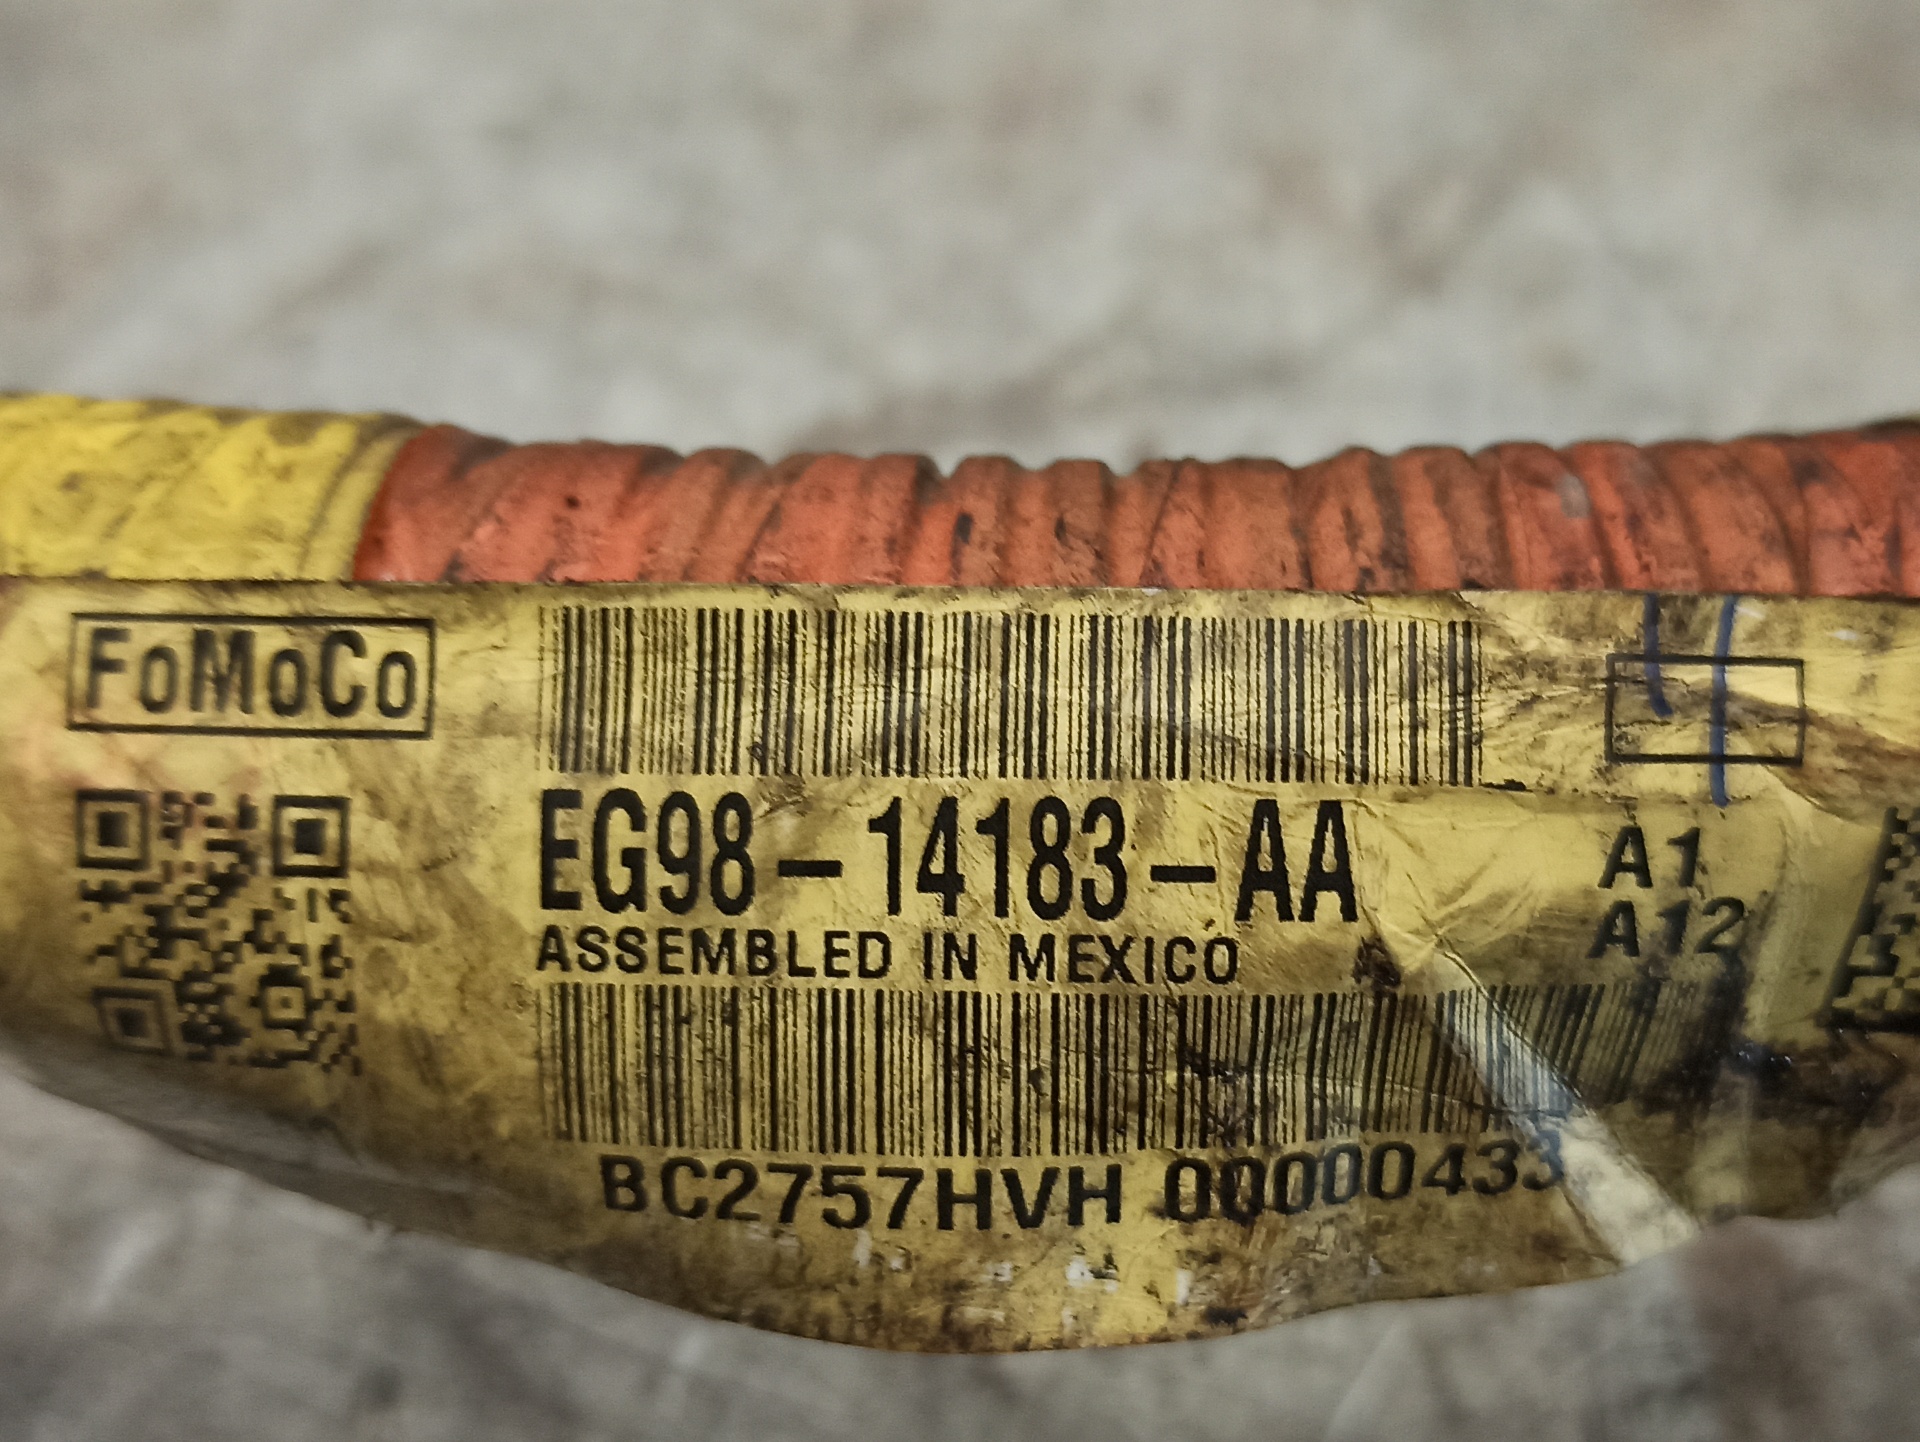 FoMoCo
EG98-14183-AA
A1
ASSEMBLED IN MEXICO
A12
BC2757HVH 00000433